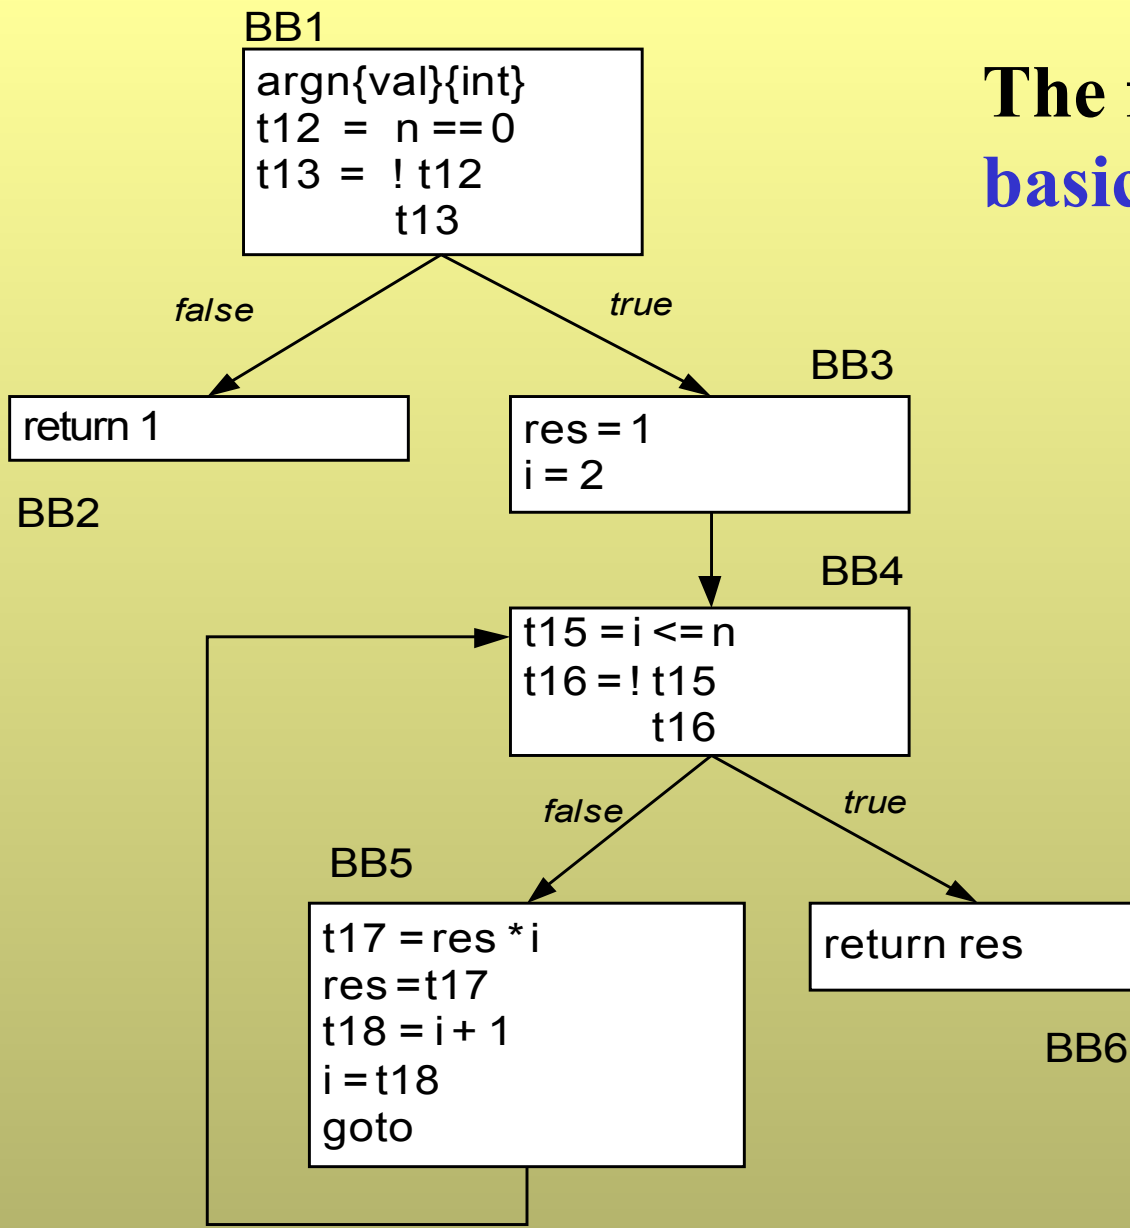 BB1
argn{val}{int}
t12 = n == 0
t13 = ! t12
t13
The
basic
false
true
BB3
return 1
res = 1
i = 2
BB2
BB4
t15 = i <= n
t16 = ! t15
t16
false
true
BB5
t17 = res * i
res = t17
t18 = i + 1
i = t18
goto
return res
BB6